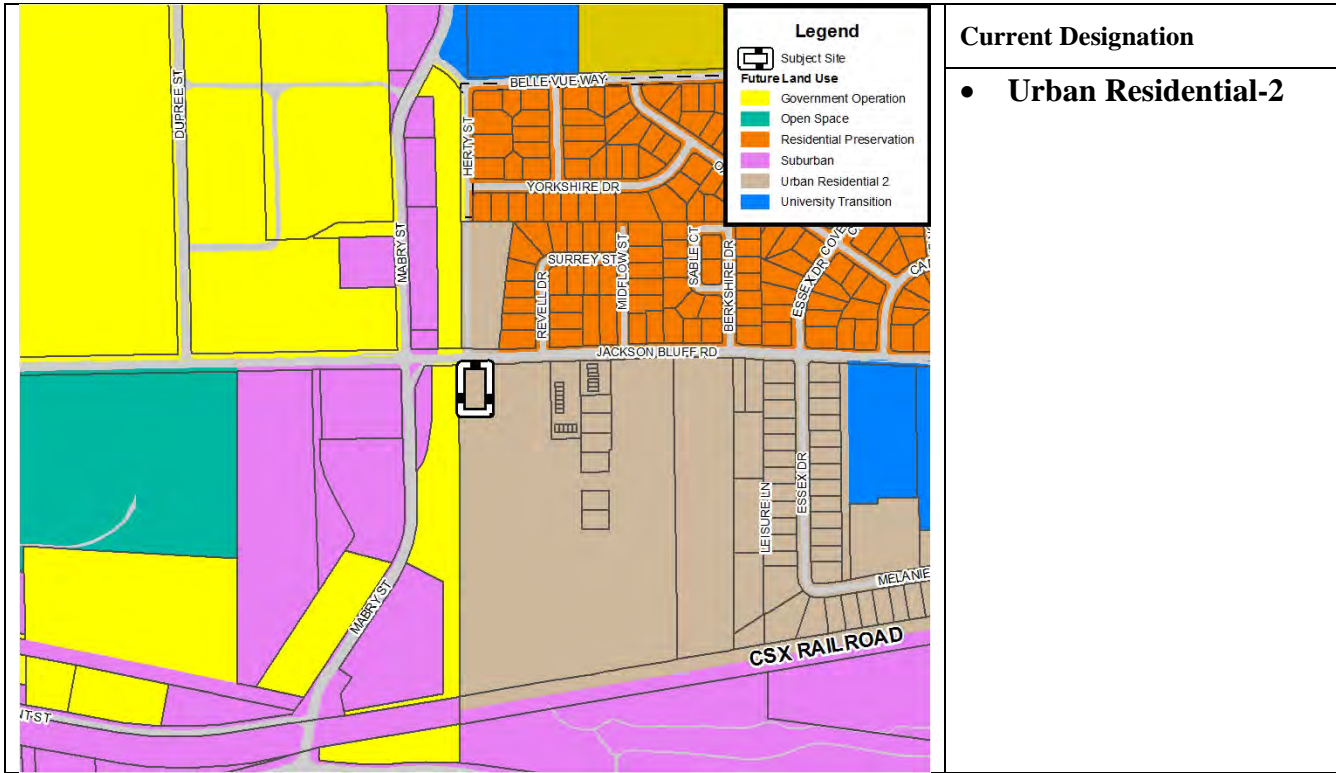 Legend
Subject Site
Future Land Use
Government Operation
Open Space
Residential Preservation
Suburban
Urban Residential 2
University Transition
Current Designation
• Urban Residential-2
BELLE VUE WAY
DUPREE ST
HERTY ST
YORKSHIRE DR
MABRY ST
SURREY ST
REVELL DR
MIDFLOW ST
SABLE CT
BERKSHIRE DR
ESSEX DR
COVE
JACKSON BLUFF RD
LEISURE LN
ESSEX DR
MELANIE
MABRY ST
CSX RAILROAD